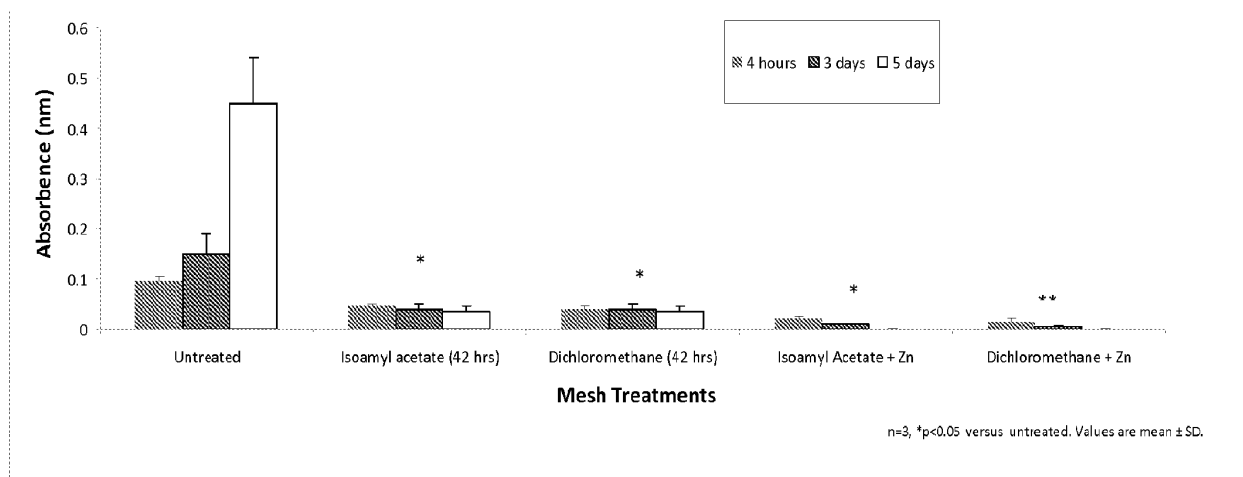 0.6
4 hours 3 days 5 days
0.5
0.4
0.3
0.2
0.1
0
Absorbence (nm)
*
*
*
**
Untreated
Isoamyl acetate (42 hrs)
Dichloromethane (42 hrs)
Isoamyl Acetate + Zn
Dichloromethane + Zn
Mesh Treatments
n=3, *p<0.05 versus untreated. Values are mean ± SD.